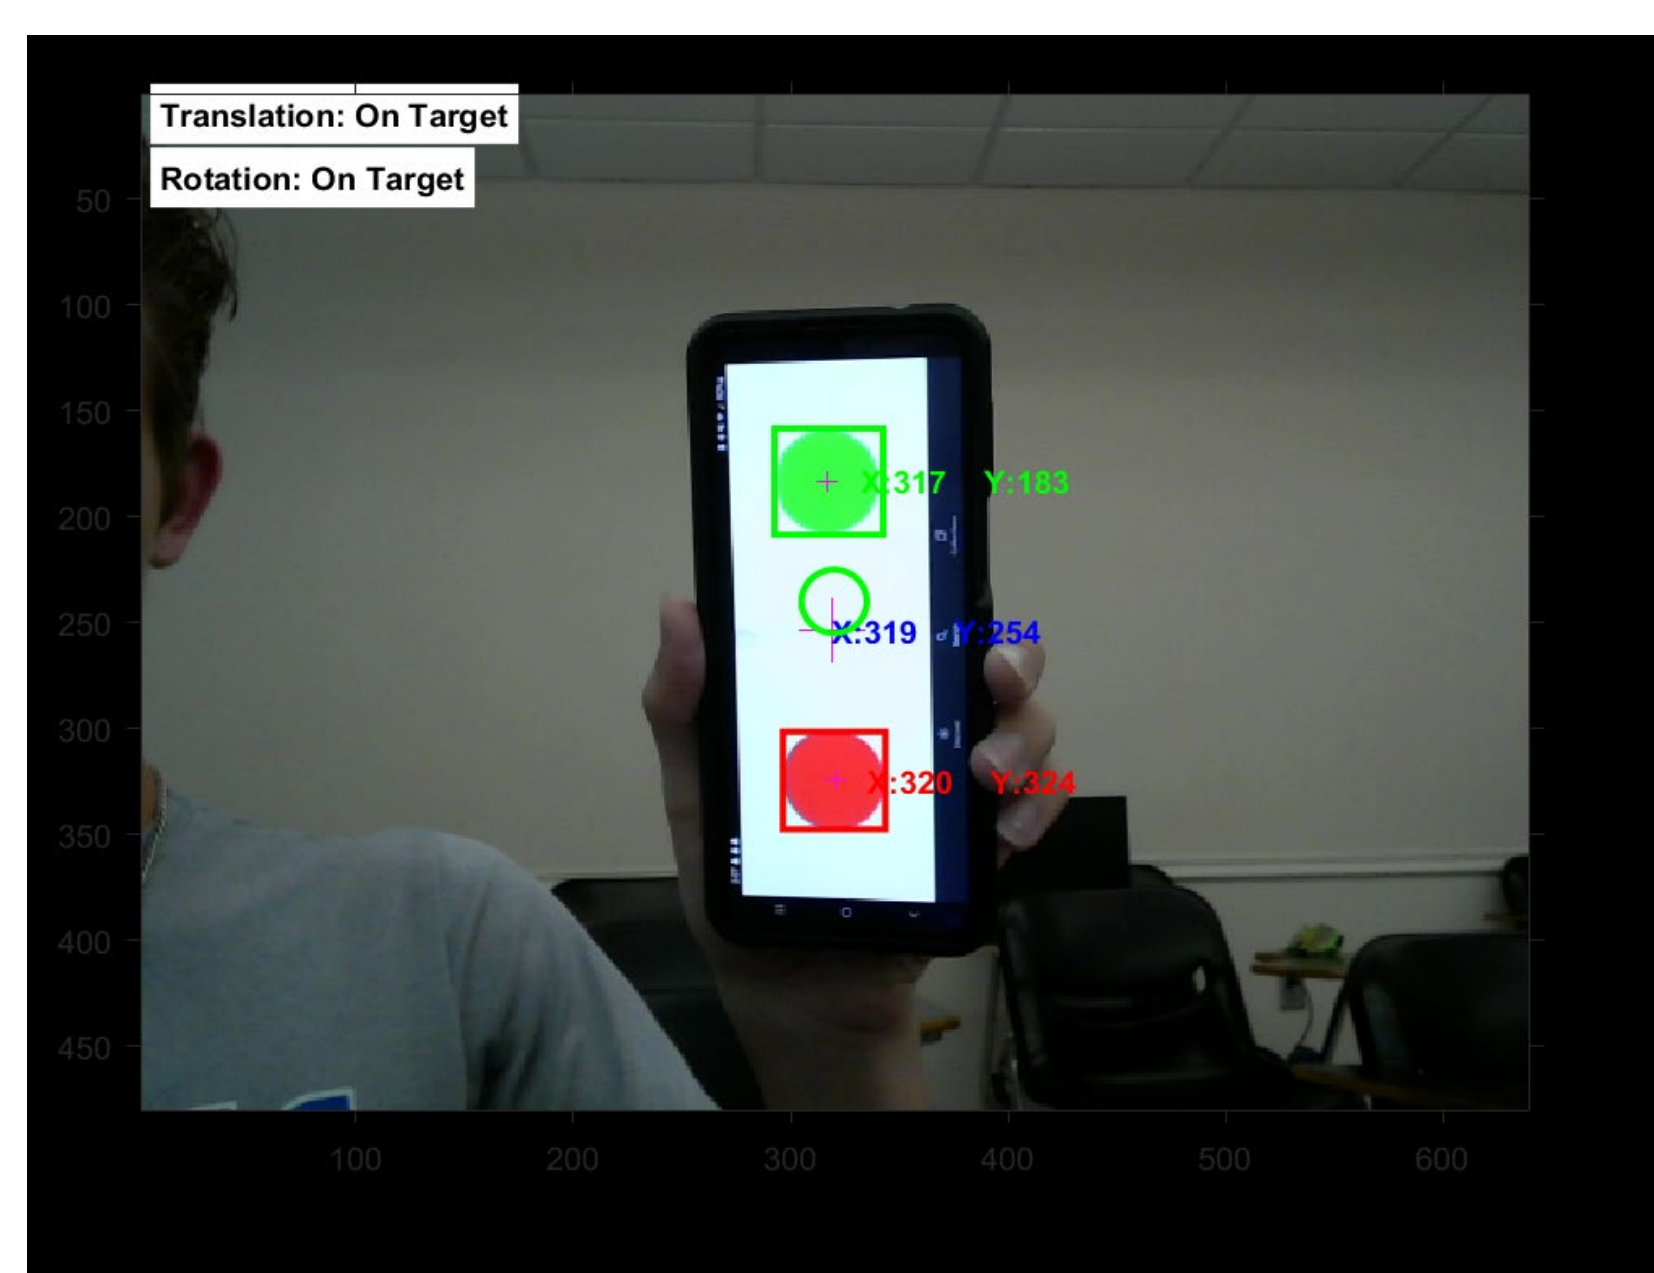 Translation: On Target
Rotation: On Target
50
100
150
200
250
300
350
400
450
X:317 Y:183
X:319 Y:254
X:320 Y:324
100 200 300 400 500 600